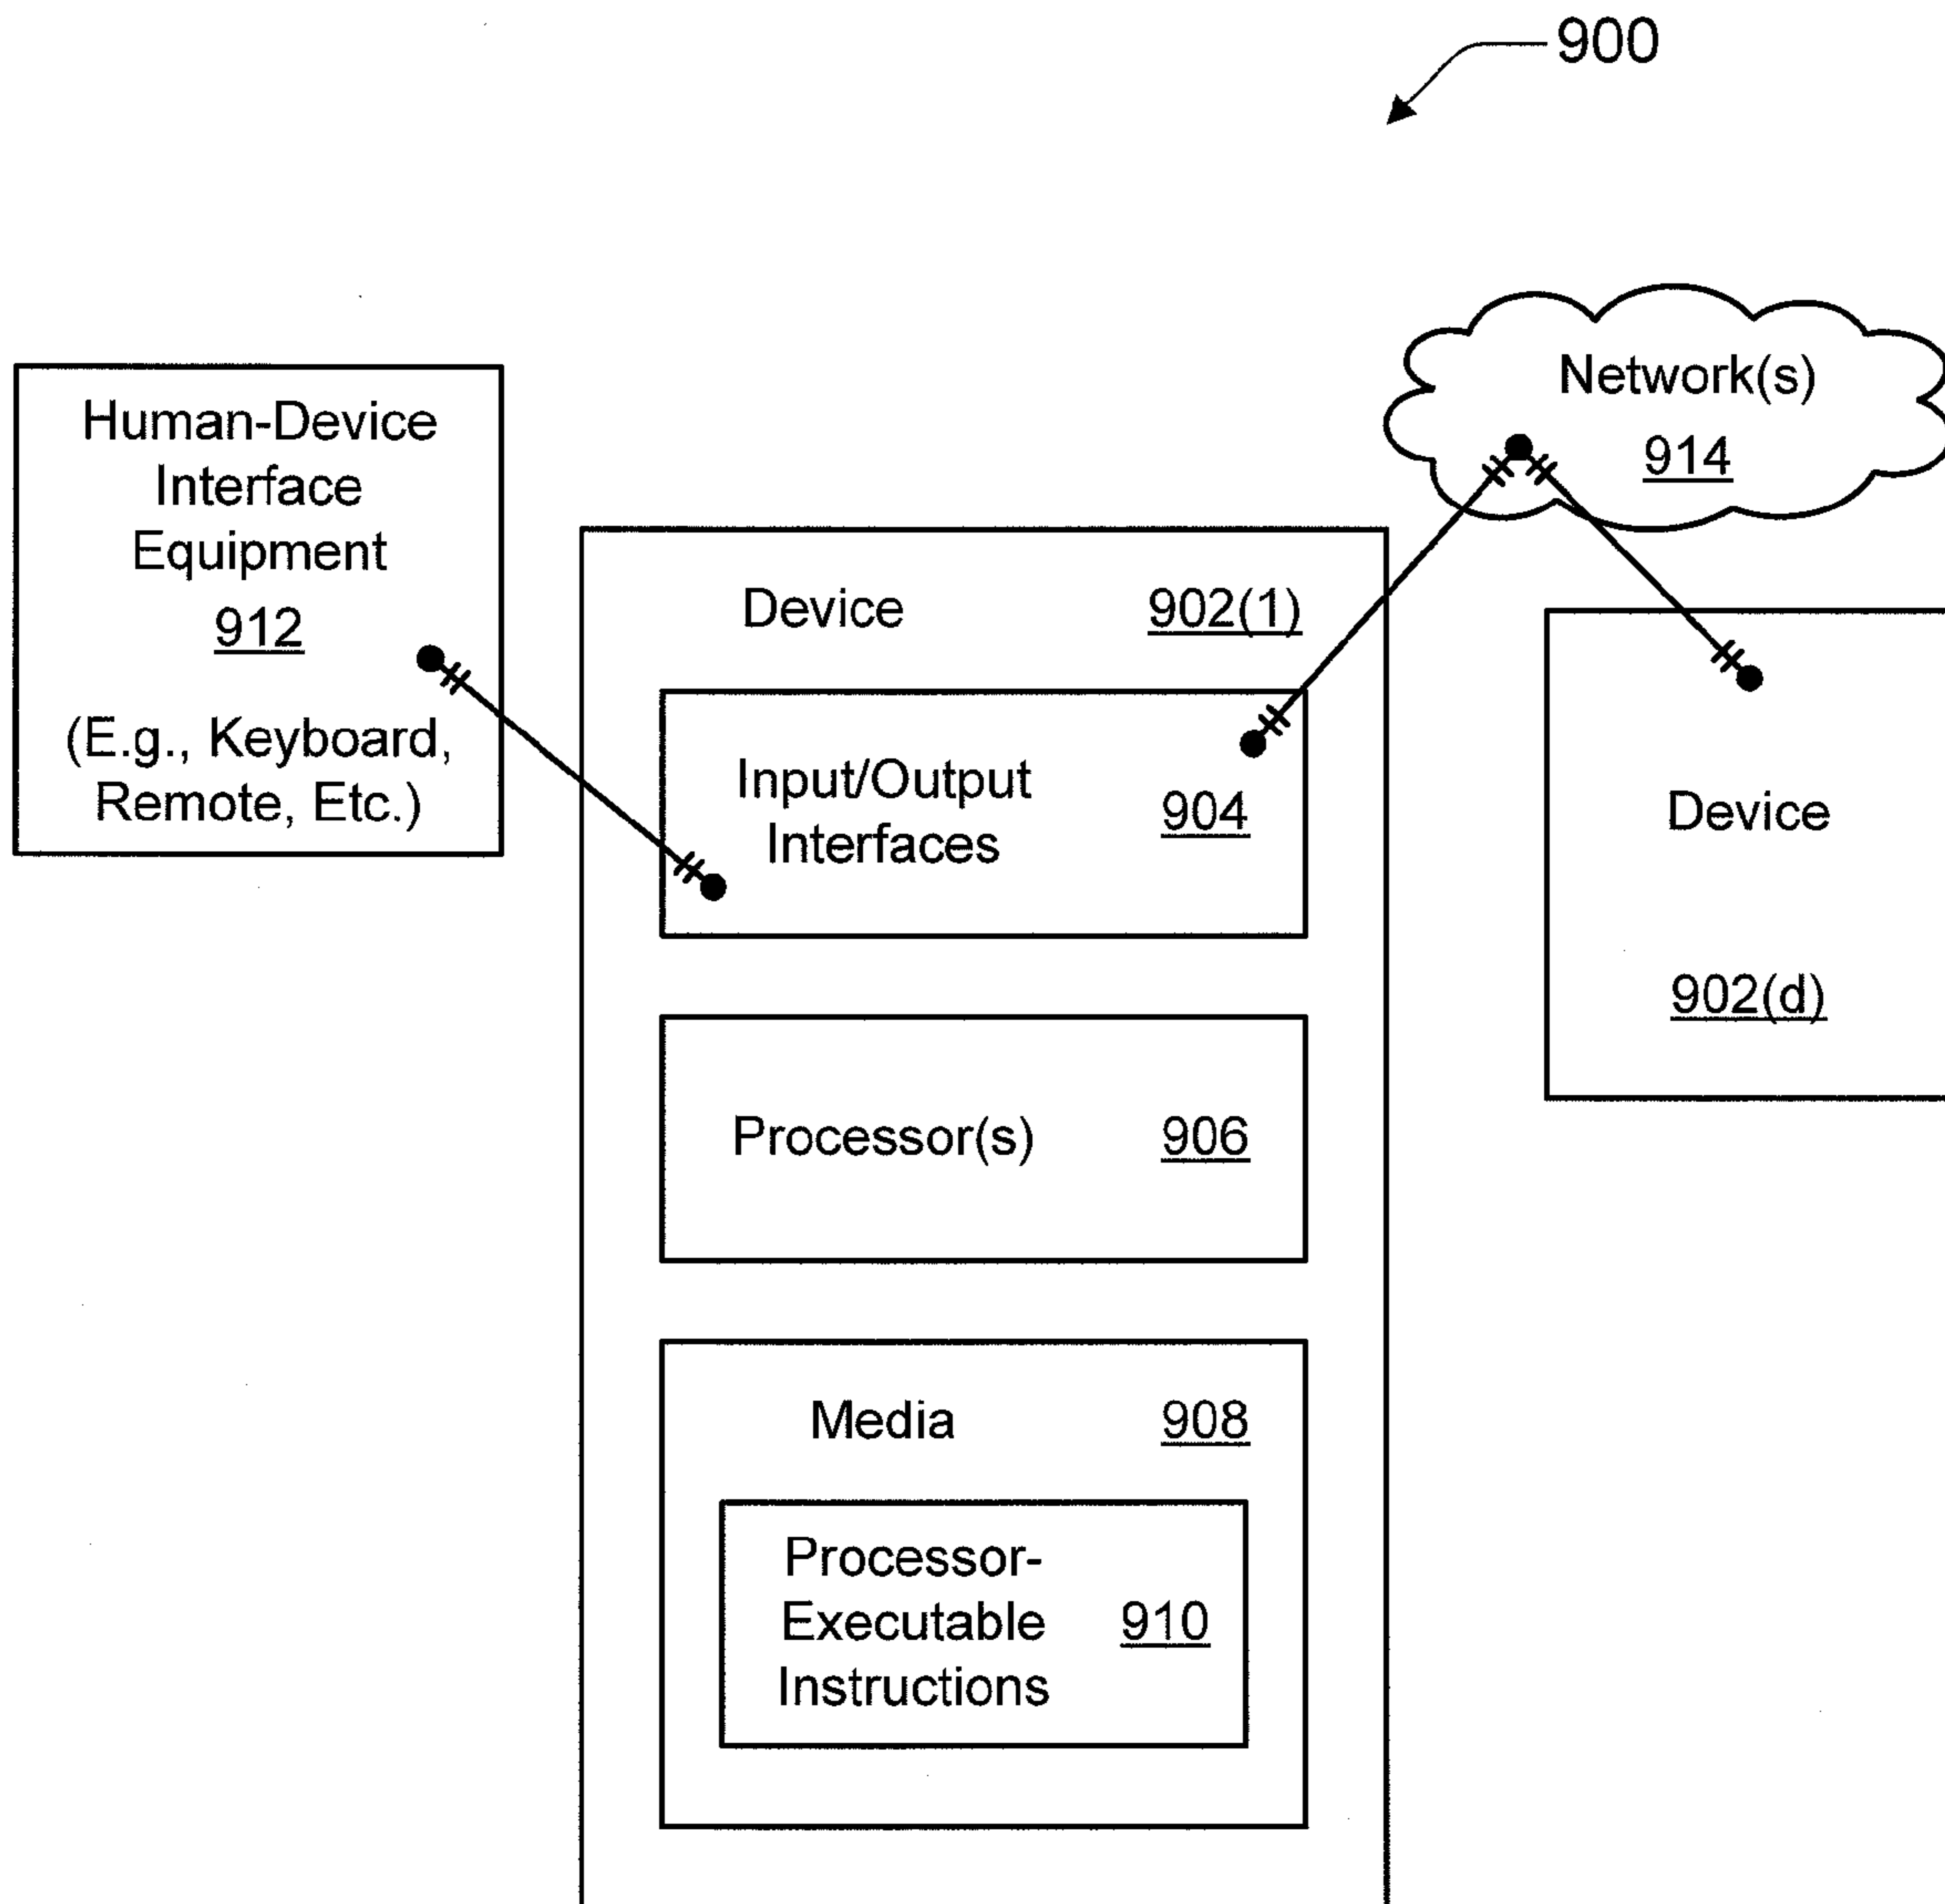 900
Network(s)
914
Human-Device
Interface
Equipment
912
(E.g., Keyboard,
Remote, Etc.)
Device 902(1)
Input/Output
Interfaces
904
Device
902(d)
Processor(s) 906
Media 908
Processor-
Executable
Instructions
910